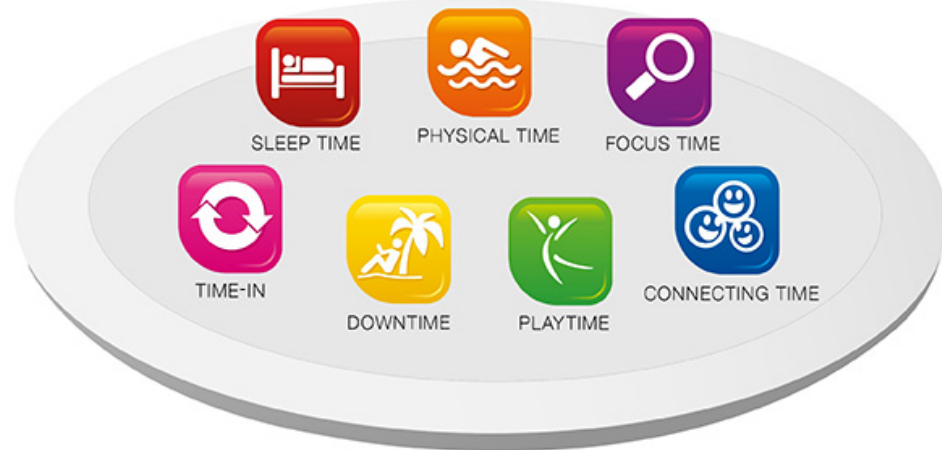 SLEEP TIME
PHYSICAL TIME
FOCUS TIME
TIME-IN
DOWNTIME
PLAYTIME
CONNECTING TIME